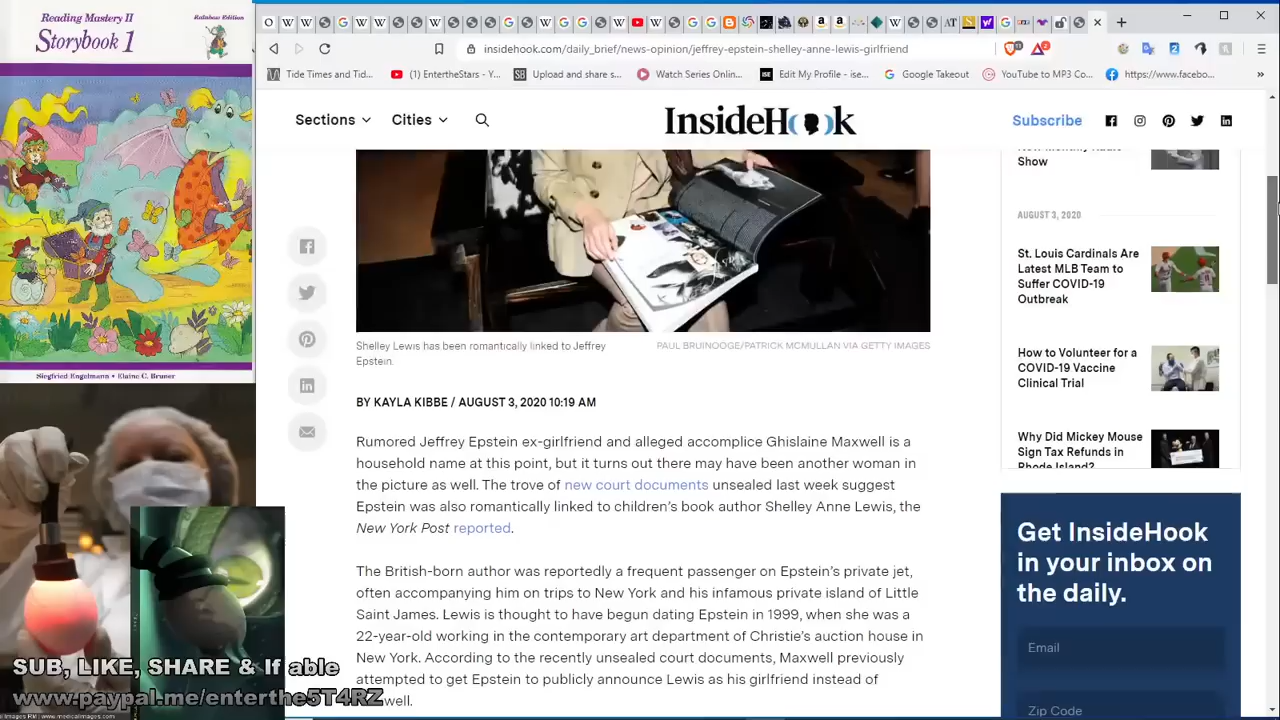 Reading Mastery II
Rainbow Edition
Storybook 1
Siegfried Engelmann • Elaine C. Bruner
insidehook.com/daily_brief/news-opinion/jeffrey-epstein-shelley-anne-lewis-girlfriend
Tide Times and Tid...
(1) EntertheStars - Y...
Upload and share s...
Watch Series Onlin...
Edit My Profile - ise...
Google Takeout
YouTube to MP3 Co...
https://www.facebo...
»
Sections
Cities
InsideHook
Subscribe
Show
AUGUST 3, 2020
St. Louis Cardinals Are
Latest MLB Team to
Suffer COVID-19
Outbreak
How to Volunteer for a
COVID-19 Vaccine
Clinical Trial
Why Did Mickey Mouse
Sign Tax Refunds in
Rhode Island?
Shelley Lewis has been romantically linked to Jeffrey
Epstein.
PAUL BRUINOOGE/PATRICK MCMULLAN VIA GETTY IMAGES
BY KAYLA KIBBE / AUGUST 3, 2020 10:19 AM
Rumored Jeffrey Epstein ex-girlfriend and alleged accomplice Ghislaine Maxwell is a
household name at this point, but it turns out there may have been another woman in
the picture as well. The trove of new court documents unsealed last week suggest
Epstein was also romantically linked to children's book author Shelley Anne Lewis, the
New York Post reported.
The British-born author was reportedly a frequent passenger on Epstein's private jet,
often accompanying him on trips to New York and his infamous private island of Little
Saint James. Lewis is thought to have begun dating Epstein in 1999, when she was a
22-year-old working in the contemporary art department of Christie's auction house in
New York. According to the recently unsealed court documents, Maxwell previously
attempted to get Epstein to publicly announce Lewis as his girlfriend instead of
well.
Get InsideHook
in your inbox on
the daily.
Email
Zip Code
SUB, LIKE, SHARE & If able
www.paypal.me/enterthe5T4RZ